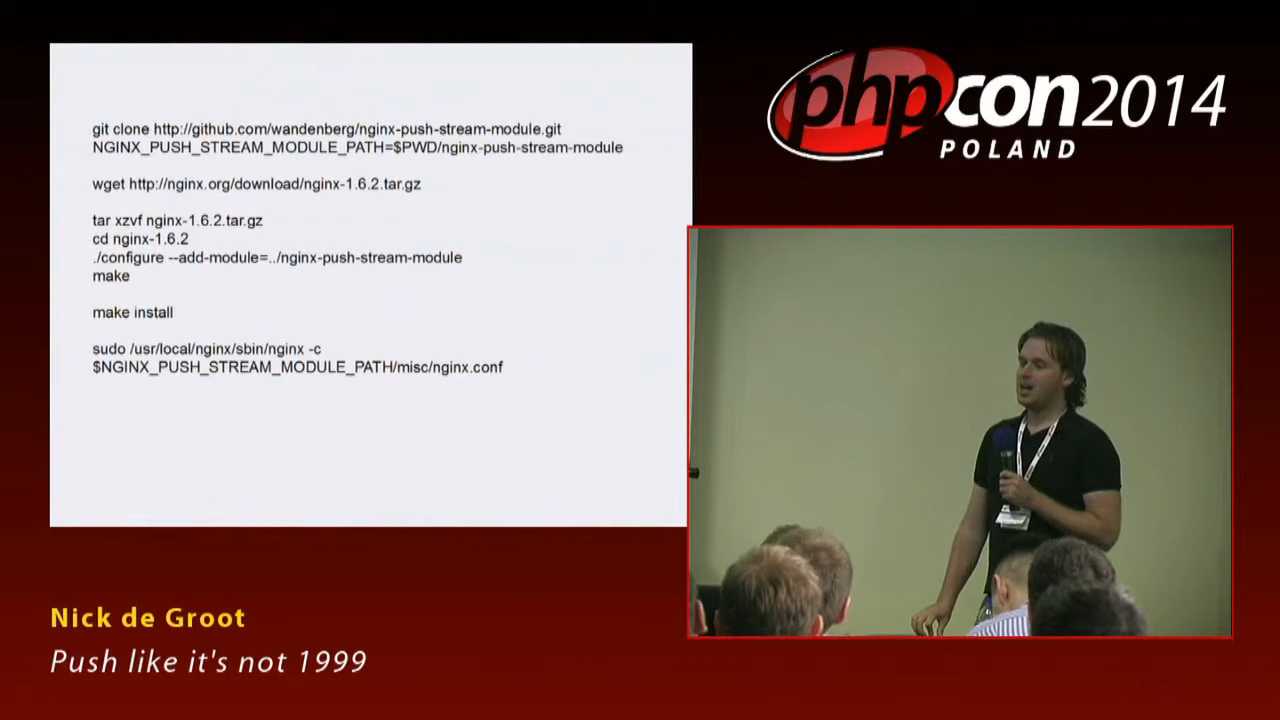 git clone http://github.com/wandenberg/nginx-push-stream-module.git
NGINX_PUSH_STREAM_MODULE_PATH=$PWD/nginx-push-stream-module
wget http://nginx.org/download/nginx-1.6.2.tar.gz
tar xzvf nginx-1.6.2.tar.gz
cd nginx-1.6.2
./configure --add-module=../nginx-push-stream-module
make
make install
sudo /usr/local/nginx/sbin/nginx -c
$NGINX_PUSH_STREAM_MODULE_PATH/misc/nginx.conf
phpcon 2014
POLAND
Nick de Groot
Push like it's not 1999